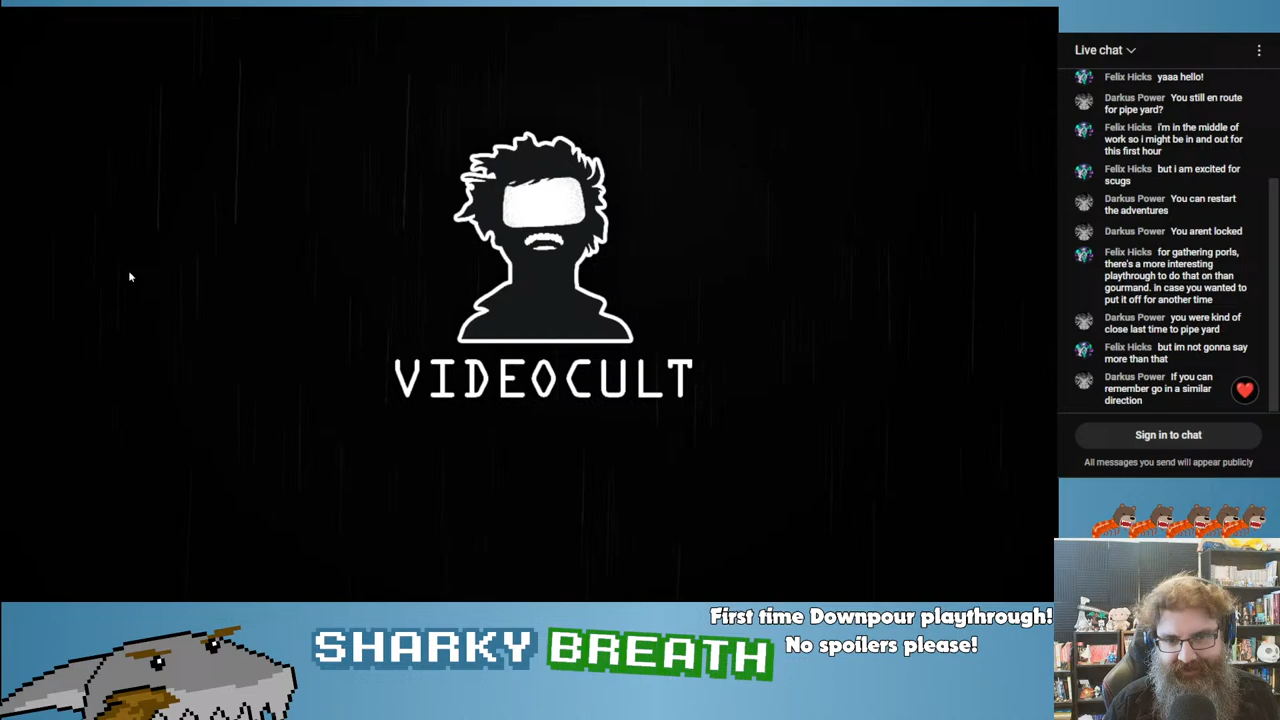 VIDEOCULT
Live chat
Felix Hicks yaaa hello!
Darkus Power You still en route
for pipe yard?
Felix Hicks i'm in the middle of
work so i might be in and out for
this first hour
Felix Hicks but i am excited for
scugs
Darkus Power You can restart
the adventures
Darkus Power You arent locked
Felix Hicks for gathering porls,
there's a more interesting
playthrough to do that on than
gourmand. In case you wanted to
put it off for another time
Darkus Power you were kind of
close last time to pipe yard
Felix Hicks but im not gonna say
more than that
Darkus Power If you can
remember go in a similar
direction
Sign in to chat
All messages you send will appear publicly
First time Downpour playthrough!
No spoilers please!
SHARKY BREATH